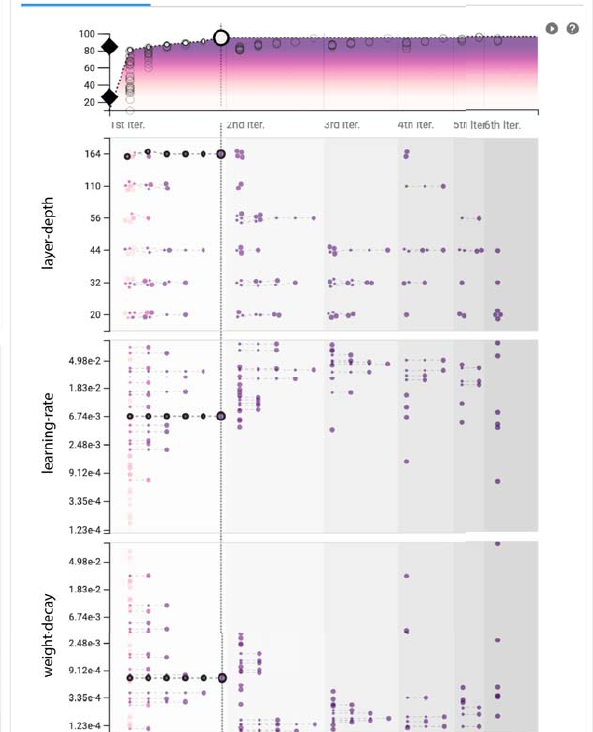 100
80
60
40
20
1st Iter. 2nd Iter. 3rd Iter. 4th Iter. 5th Iter 6th Iter.
layer-depth
164
110
56
44
32
20
learning-rate
4.98e-2
1.83e-2
6.74e-3
2.48e-3
9.12e-4
3.35e-4
1.23e-4
weight-decay
4.98e-2
1.83e-2
6.74e-3
2.48e-3
9.12e-4
3.35e-4
1.23e-4